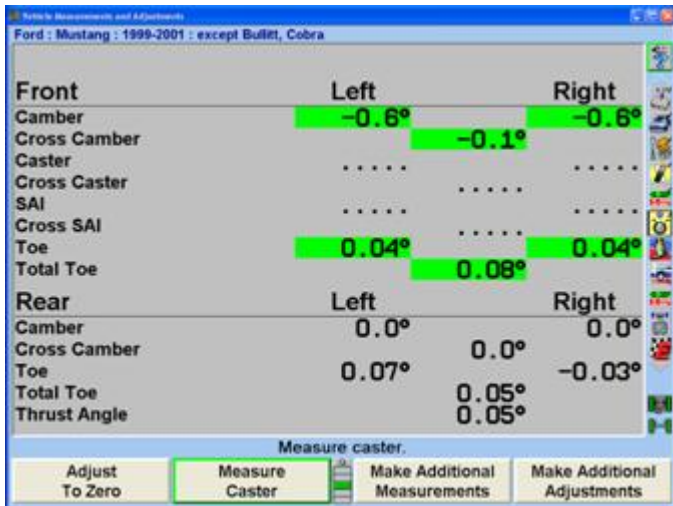 Vehicle Measurements and Adjustments
Ford : Mustang : 1999-2001 : except Bullitt, Cobra
Front Left Right
Camber -0.6° -0.6°
Cross Camber -0.1°
Caster ..... .....
Cross Caster .....
SAI ..... .....
Cross SAI .....
Toe 0.04° 0.04°
Total Toe 0.08°
Rear Left Right
Camber 0.0° 0.0°
Cross Camber 0.0°
Toe 0.07° -0.03°
Total Toe 0.05°
Thrust Angle 0.05°
Measure caster.
Adjust To Zero
Measure Caster
Make Additional Measurements
Make Additional Adjustments